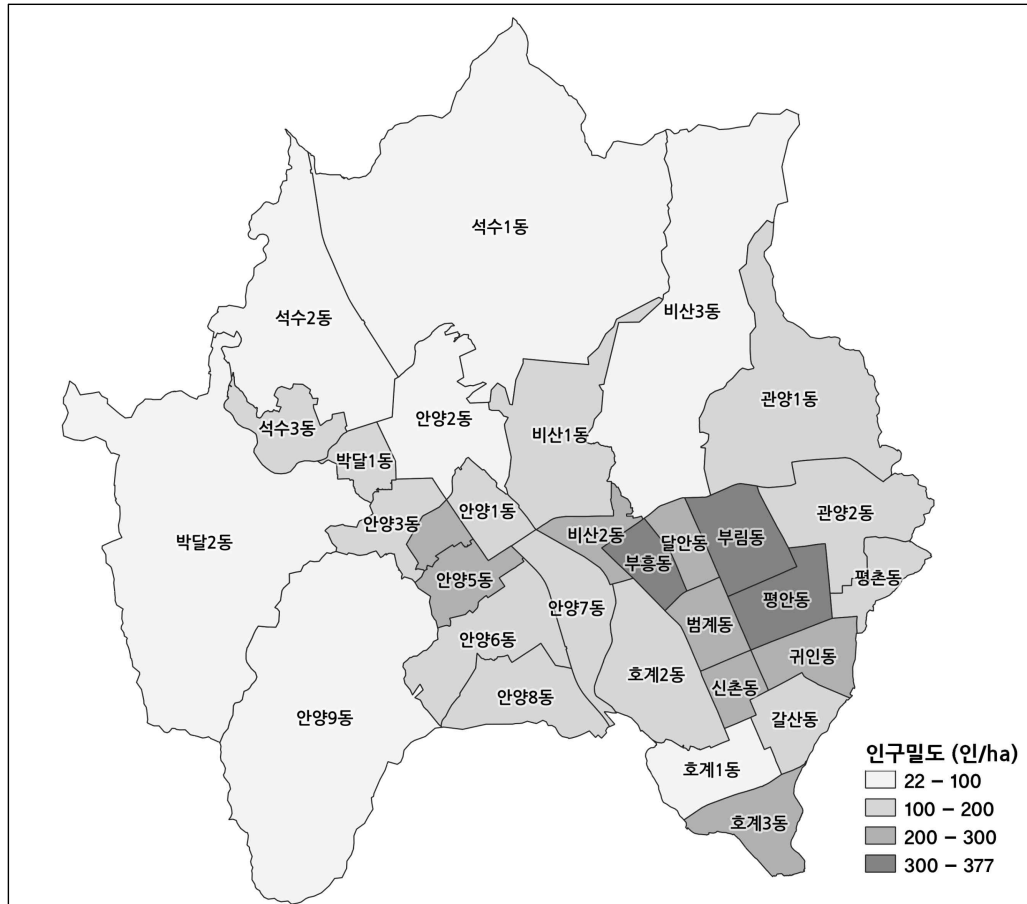 석수1동
비산3동
석수2동
관양1동
안양2동
석수3동
비산1동
박달1동
안양1동
관양2동
안양3동
비산2동
달안동
부림동
박달2동
부흥동
평촌동
안양5동
평안동
안양7동
범계동
안양6동
귀인동
호계2동
신촌동
안양8동
안양9동
갈산동
호계1동
호계3동
인구밀도 (인/ha)
22 – 100
100 – 200
200 – 300
300 – 377